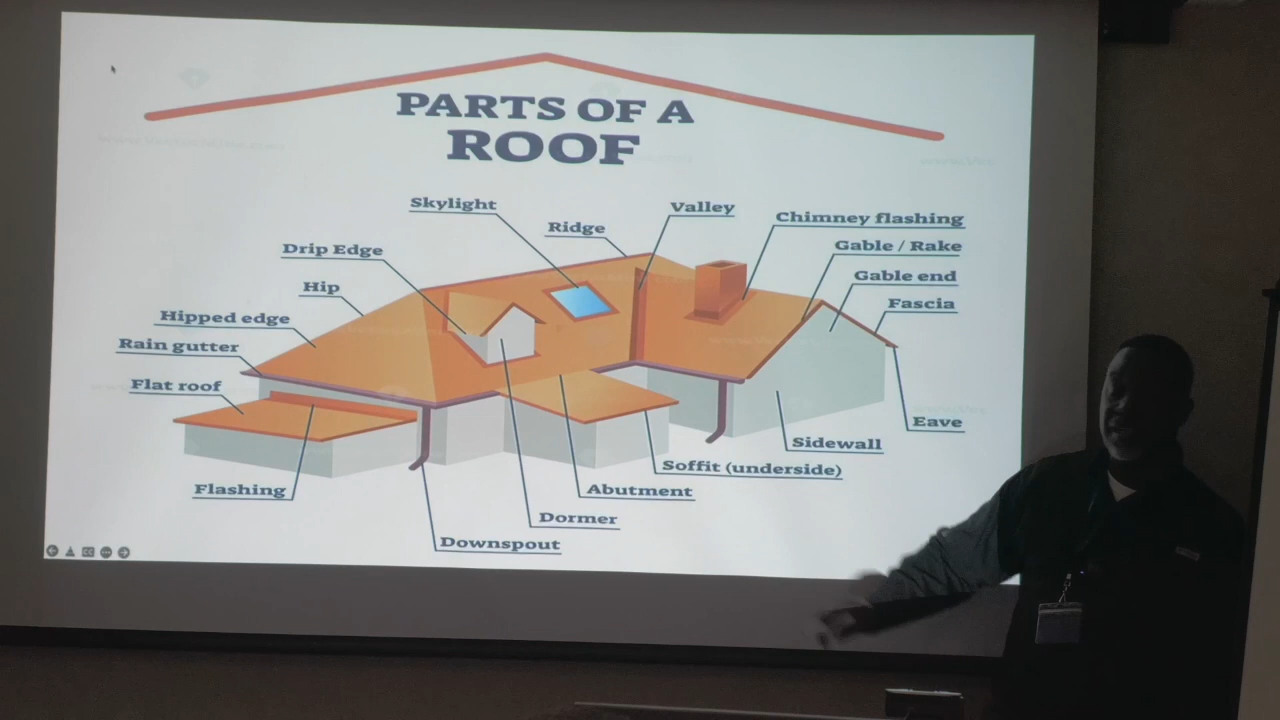 PARTS OF A
ROOF
Skylight
Valley
Chimney flashing
Ridge
Drip Edge
Gable / Rake
Hip
Gable end
Fascia
Hipped edge
Rain gutter
Flat roof
Eave
Sidewall
Soffit (underside)
Flashing
Abutment
Dormer
Downspout